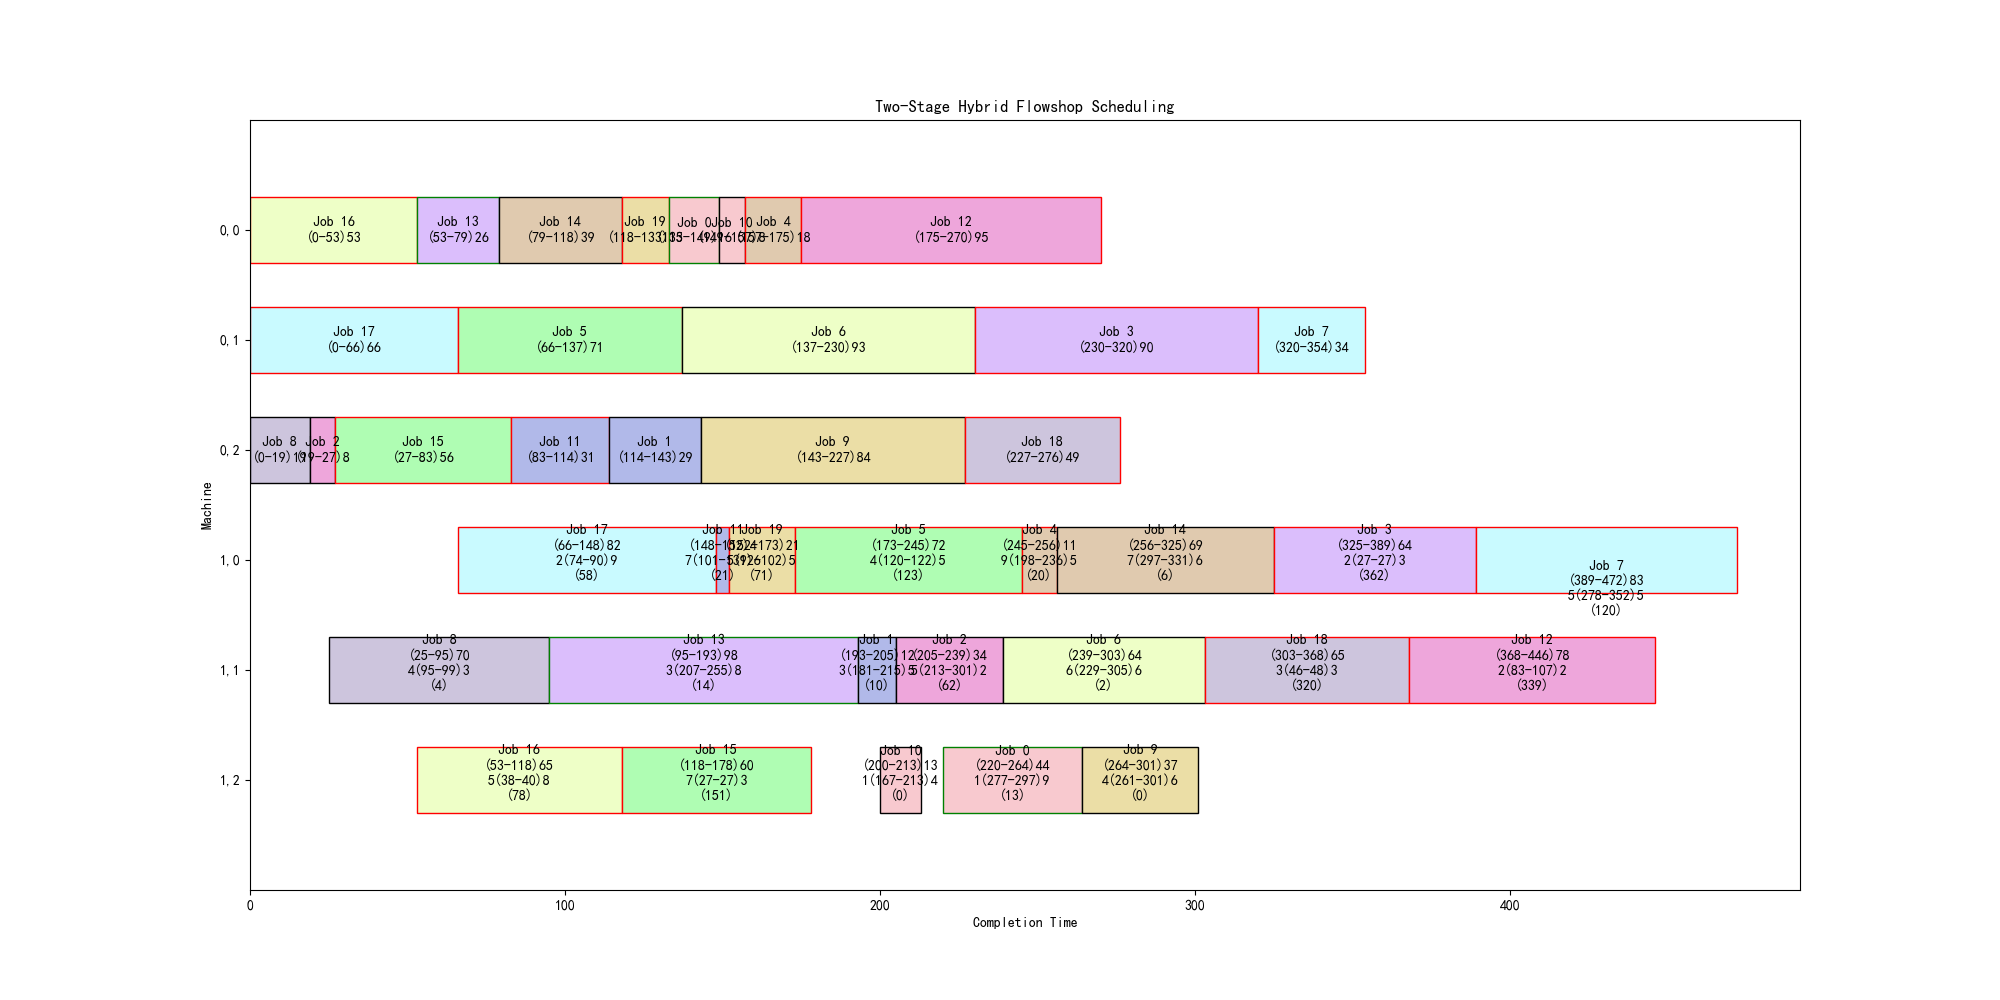 Two-Stage Hybrid Flowshop Scheduling
0,0
Job 16
(0-53)53
Job 13
(53-79)26
Job 14
(79-118)39
Job 19
(118-133)15
Job 0
(133-149)16
Job 10
(149-157)8
Job 4
(157-175)18
Job 12
(175-270)95
0,1
Job 17
(0-66)66
Job 5
(66-137)71
Job 6
(137-230)93
Job 3
(230-320)90
Job 7
(320-354)34
0,2
Job 8
(0-19)19
Job 2
(19-27)8
Job 15
(27-83)56
Job 11
(83-114)31
Job 1
(114-143)29
Job 9
(143-227)84
Job 18
(227-276)49
Machine
1,0
Job 17
(66-148)82
2(74-90)9
(58)
Job 11
(148-152)4
(21)
Job 19
(152-173)21
(71)
Job 5
(173-245)72
4(120-122)5
(123)
Job 4
(245-256)11
9(198-236)5
(20)
Job 14
(256-325)69
7(297-331)6
(6)
Job 3
(325-389)64
2(27-27)3
(362)
Job 7
(389-472)83
5(278-352)5
(120)
1,1
Job 8
(25-95)70
4(95-99)3
(4)
Job 13
(95-193)98
3(207-255)8
(14)
Job 1
(193-205)12
3(181-215)5
(10)
Job 2
(205-239)34
5(213-301)2
(62)
Job 6
(239-303)64
6(229-305)6
(2)
Job 18
(303-368)65
3(46-48)3
(320)
Job 12
(368-446)78
2(83-107)2
(339)
1,2
Job 16
(53-118)65
5(38-40)8
(78)
Job 15
(118-178)60
7(27-27)3
(151)
Job 10
(200-213)13
1(167-213)4
(0)
Job 0
(220-264)44
1(277-297)9
(13)
Job 9
(264-301)37
4(261-301)6
(0)
0
100
200
300
400
Completion Time